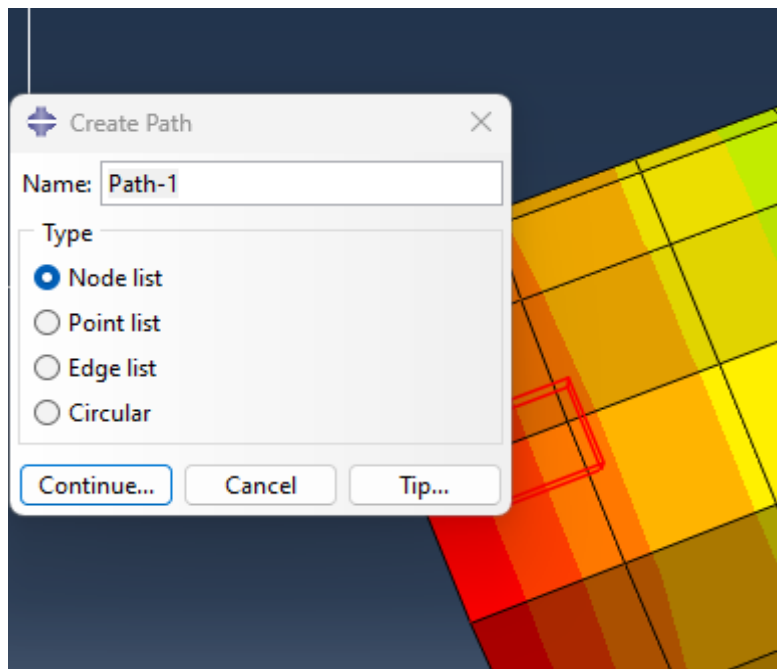 Create Path
Name: Path-1
Type
Node list
Point list
Edge list
Circular
Continue... Cancel Tip...